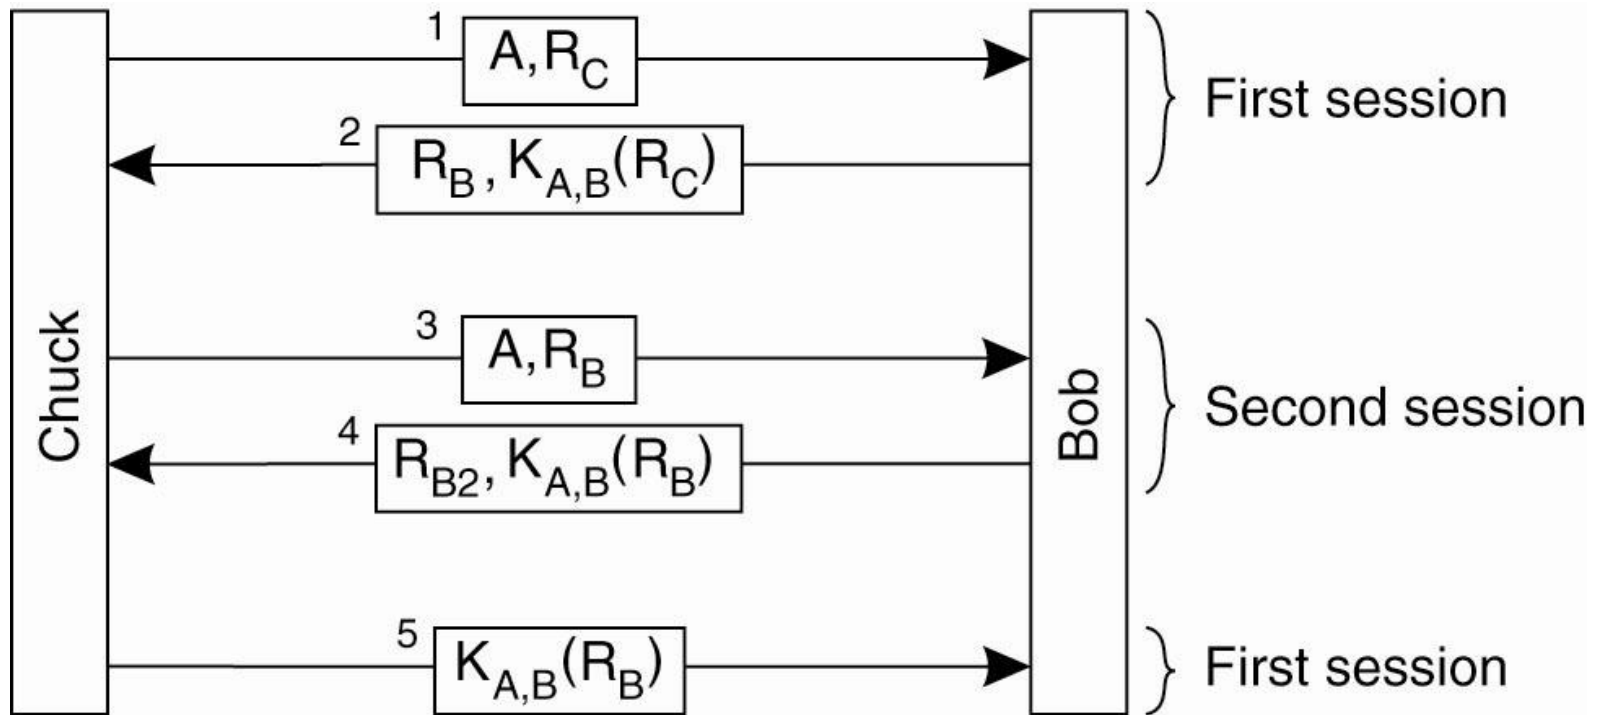 1
A,R_C
First session
2
R_B, K_A,B(R_C)
3
A,R_B
Second session
4
R_B2, K_A,B(R_B)
5
K_A,B(R_B)
First session
Chuck
Bob